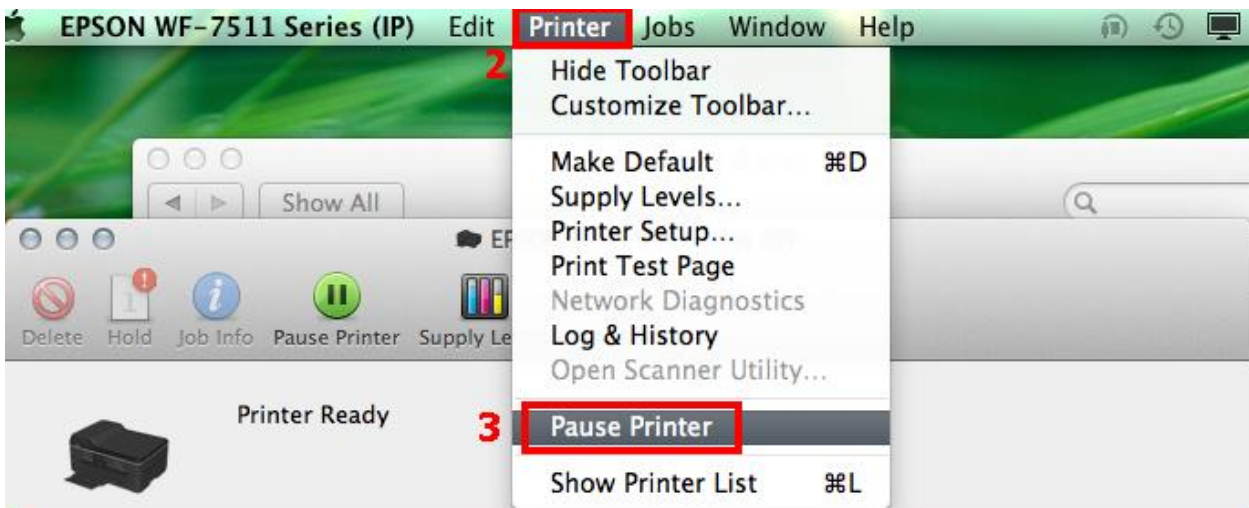 EPSON WF-7511 Series (IP) Edit Printer Jobs Window Help
2
Hide Toolbar
Customize Toolbar...
Make Default ⌘D
Show All
Supply Levels...
Printer Setup...
Print Test Page
Network Diagnostics
Delete Hold Job Info Pause Printer
Supply
Log & History
Open Scanner Utility...
Printer Ready
3 Pause Printer
Show Printer List ⌘L